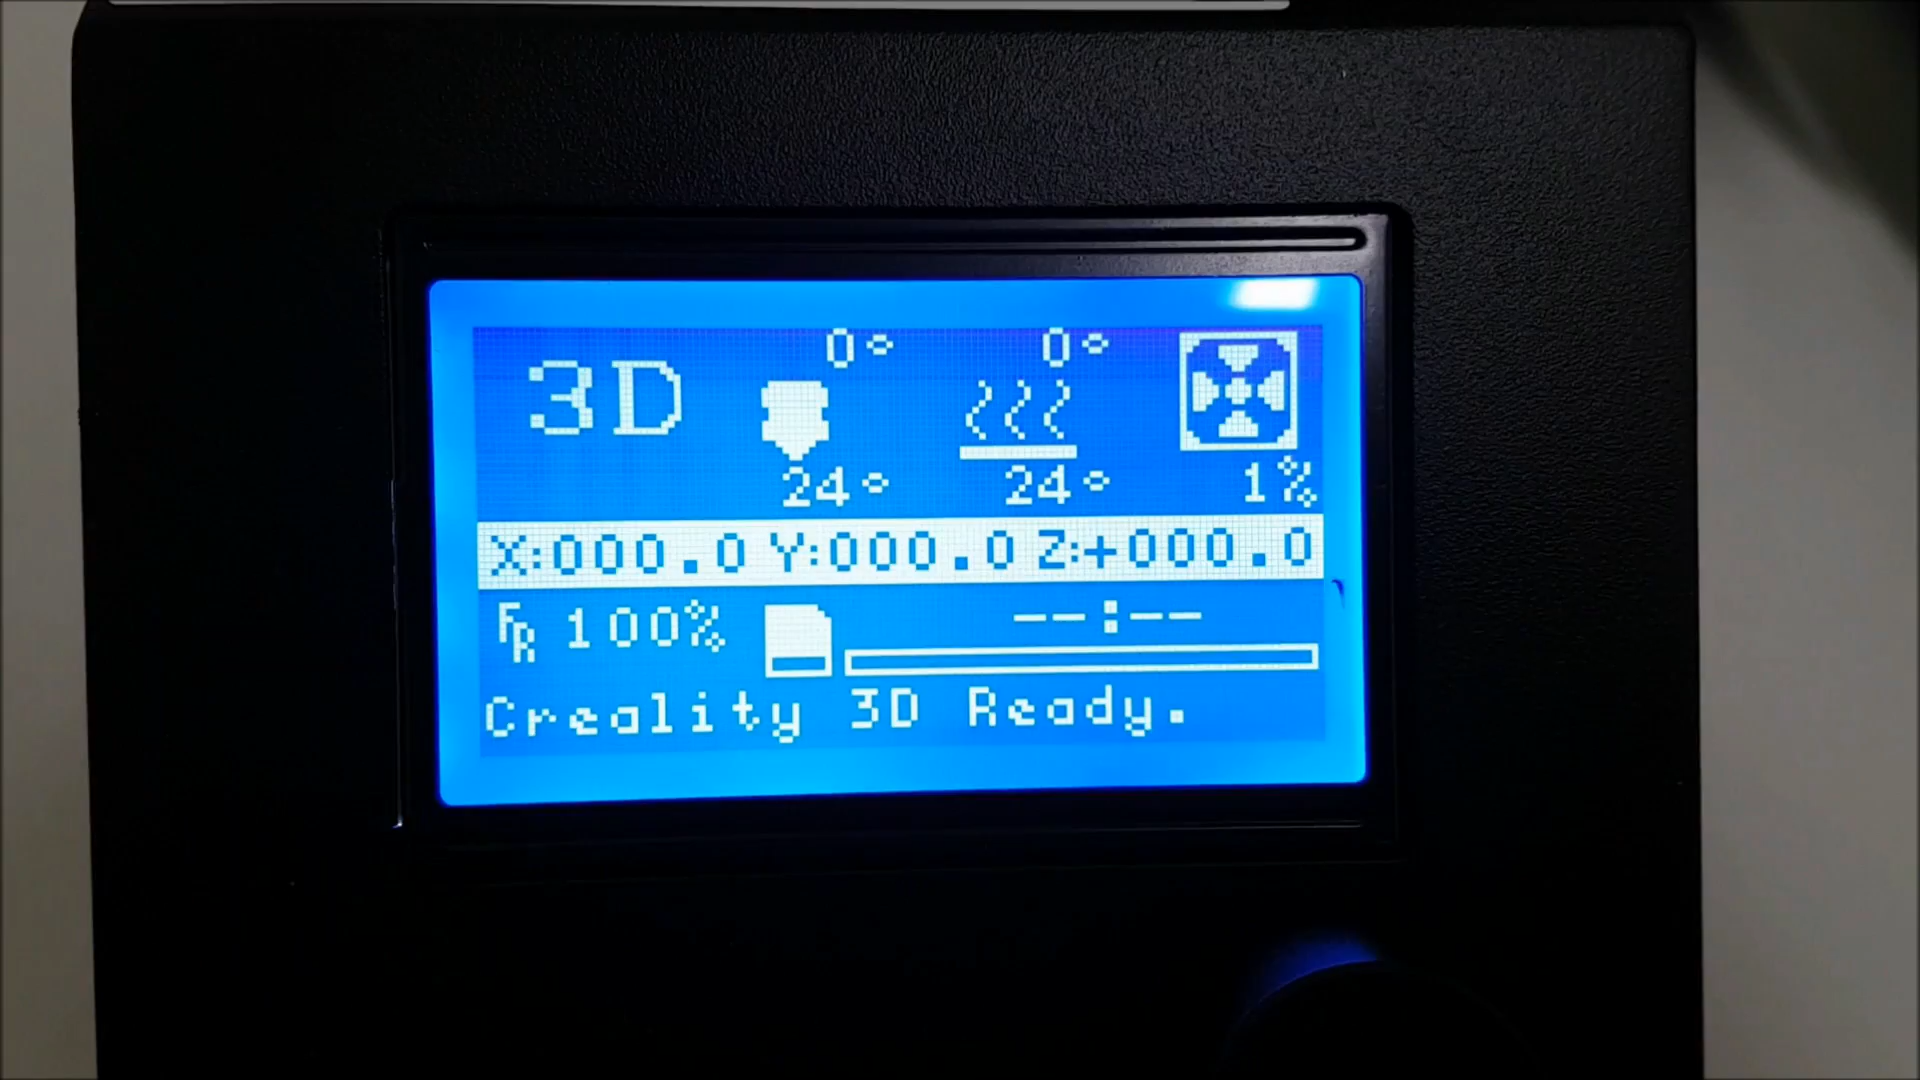 0° 0°
3D
24° 24° 1%
X:000.0 Y:000.0 Z:+000.0
FR 100% --:--
Creality 3D Ready.